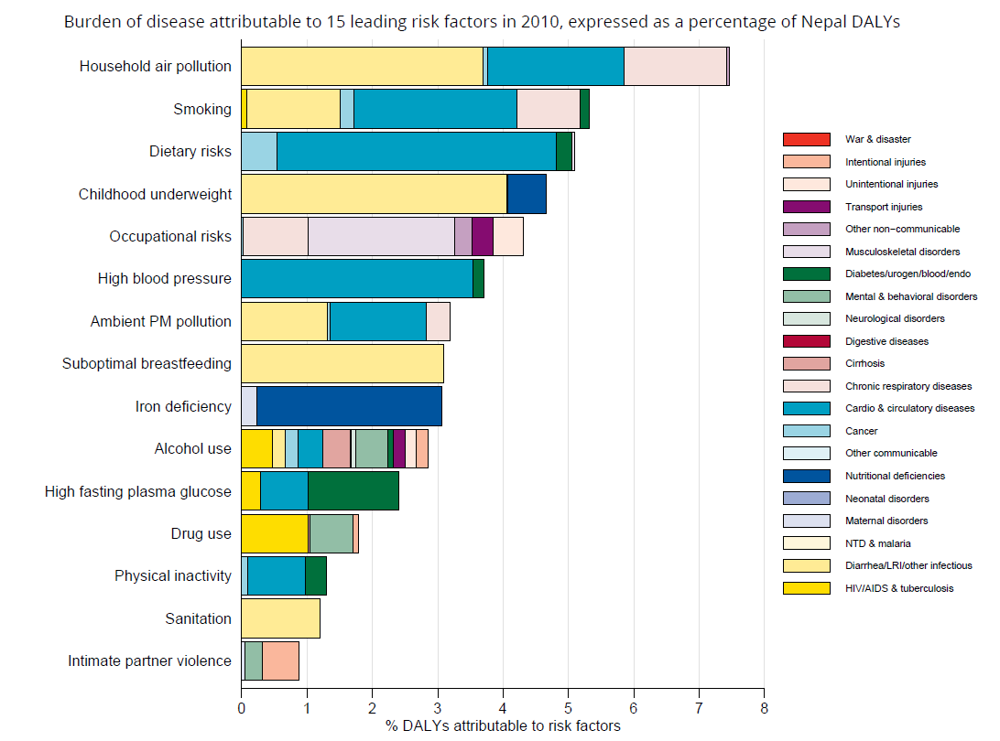 Burden of disease attributable to 15 leading risk factors in 2010, expressed as a percentage of Nepal DALYs
Household air pollution
Smoking
Dietary risks
Childhood underweight
Occupational risks
High blood pressure
Ambient PM pollution
Suboptimal breastfeeding
Iron deficiency
Alcohol use
High fasting plasma glucose
Drug use
Physical inactivity
Sanitation
Intimate partner violence
0 1 2 3 4 5 6 7 8
% DALYs attributable to risk factors
War & disaster
Intentional injuries
Unintentional injuries
Transport injuries
Other non−communicable
Musculoskeletal disorders
Diabetes/urogen/blood/endo
Mental & behavioral disorders
Neurological disorders
Digestive diseases
Cirrhosis
Chronic respiratory diseases
Cardio & circulatory diseases
Cancer
Other communicable
Nutritional deficiencies
Neonatal disorders
Maternal disorders
NTD & malaria
Diarrhea/LRI/other infectious
HIV/AIDS & tuberculosis